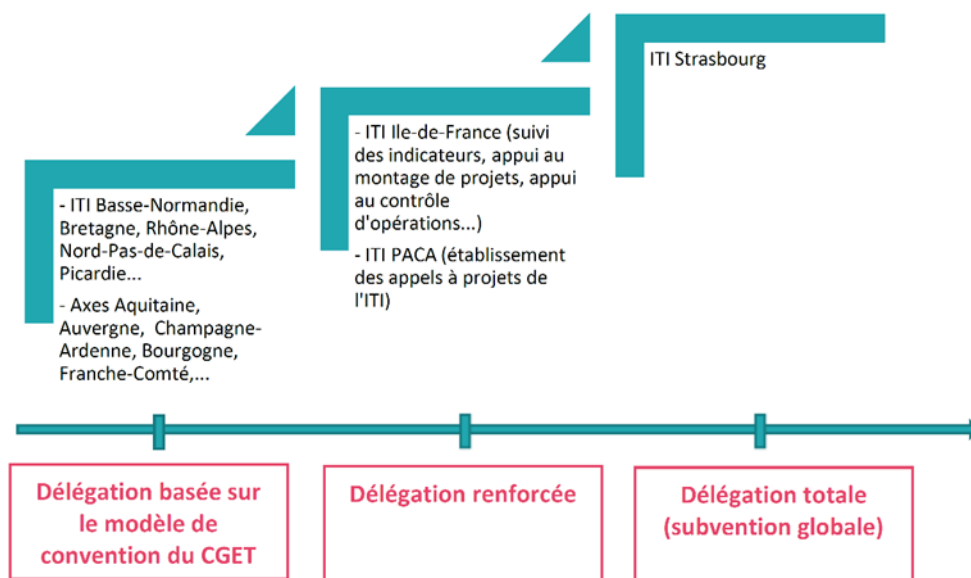 ITI Strasbourg
- ITI Ile-de-France (suivi
des indicateurs, appui au
montage de projets, appui
au contrôle
d'opérations...)
- ITI PACA (établissement
des appels à projets de
l'ITI)
- ITI Basse-Normandie,
Bretagne, Rhône-Alpes,
Nord-Pas-de-Calais,
Picardie...
- Axes Aquitaine,
Auvergne, Champagne-
Ardenne, Bourgogne,
Franche-Comté,...
Délégation basée sur
le modèle de
convention du CGET
Délégation renforcée
Délégation totale
(subvention globale)